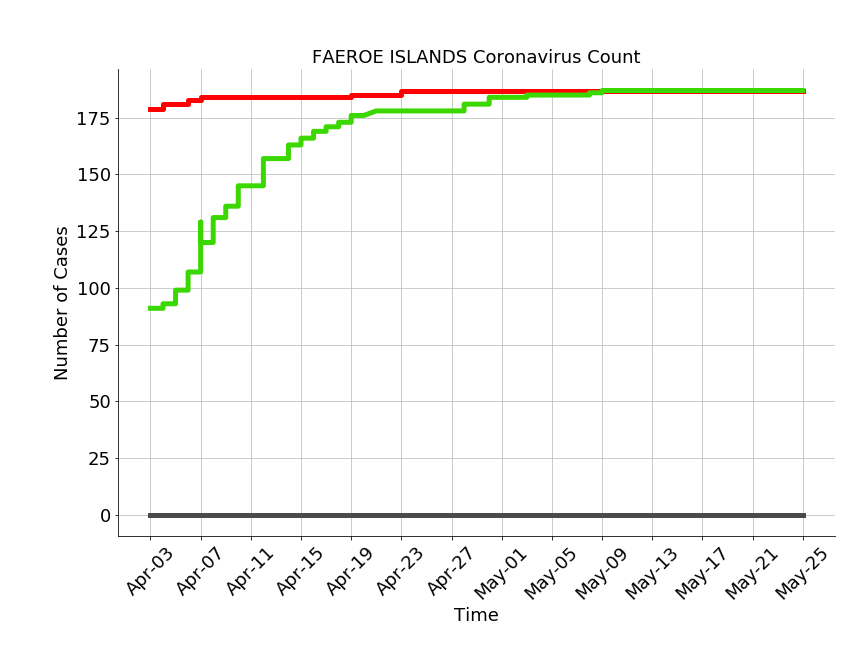 FAEROE ISLANDS Coronavirus Count
Number of Cases
175
150
125
100
75
50
25
0
Apr-03
Apr-07
Apr-11
Apr-15
Apr-19
Apr-23
Apr-27
May-01
May-05
May-09
May-13
May-17
May-21
May-25
Time